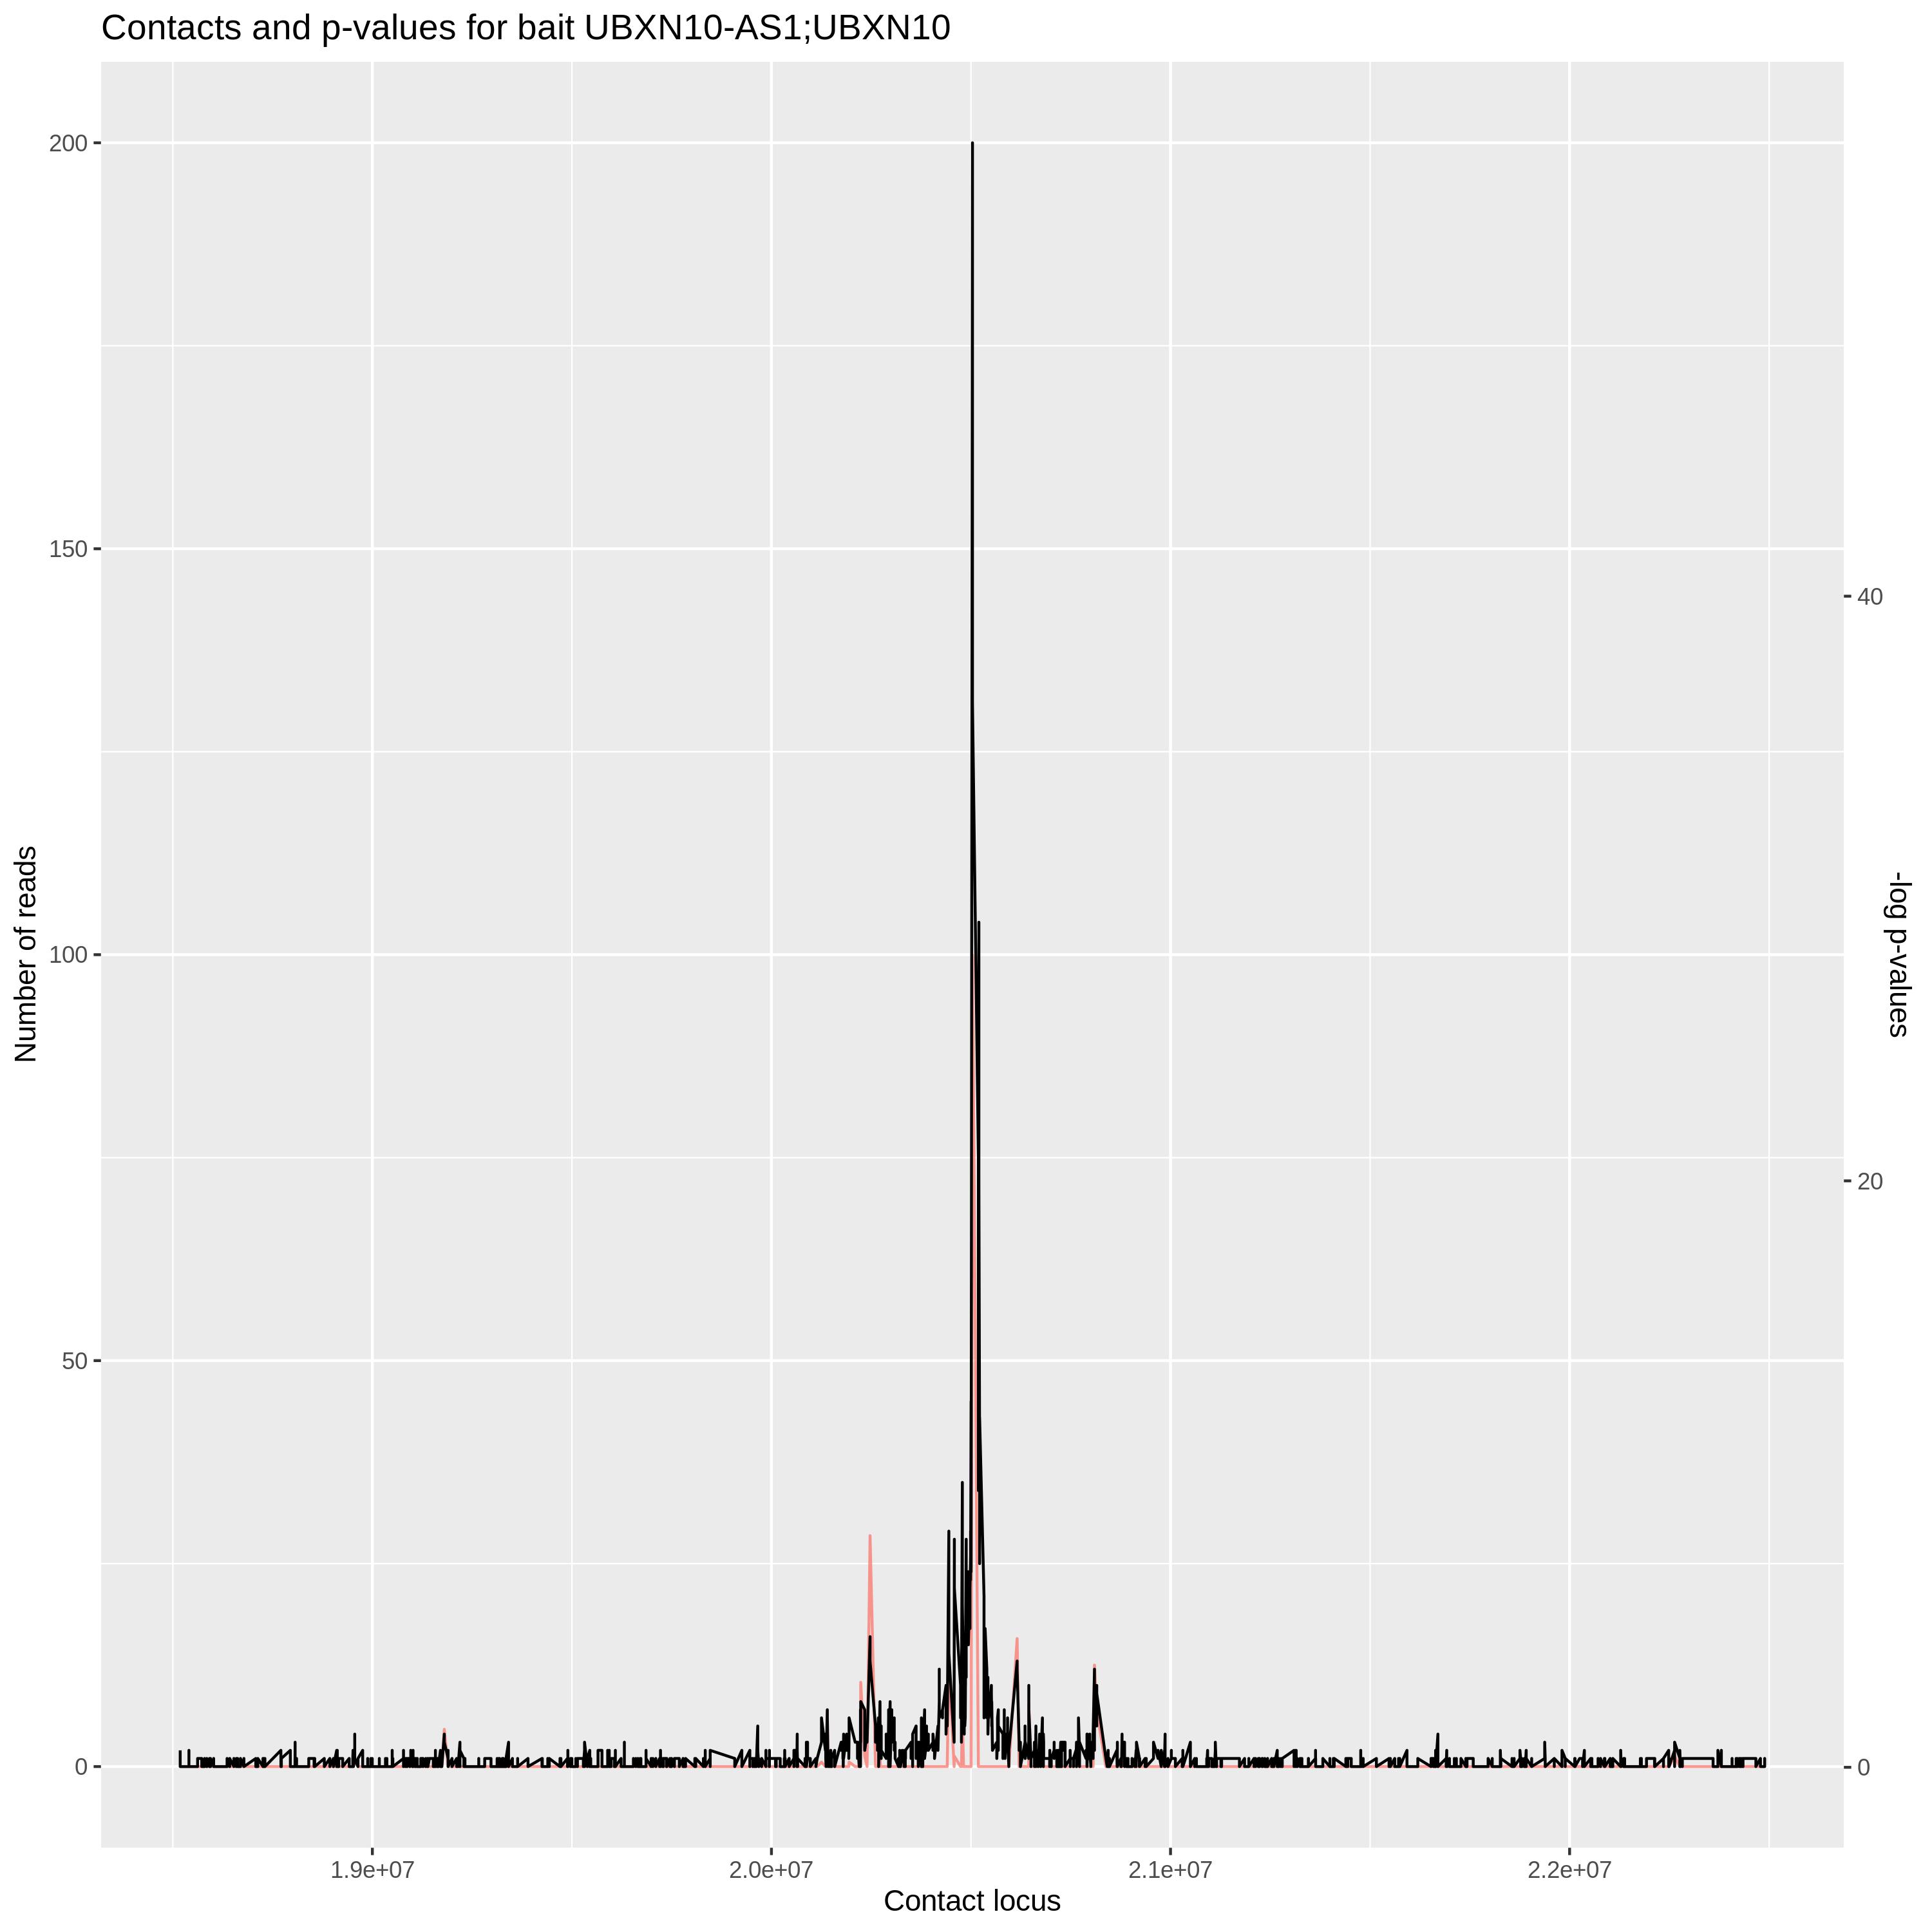 Contacts and p-values for bait UBXN10-AS1;UBXN10
200
150
100
50
0
Number of reads
40
20
0
-log p-values
1.9e+07
2.0e+07
2.1e+07
2.2e+07
Contact locus